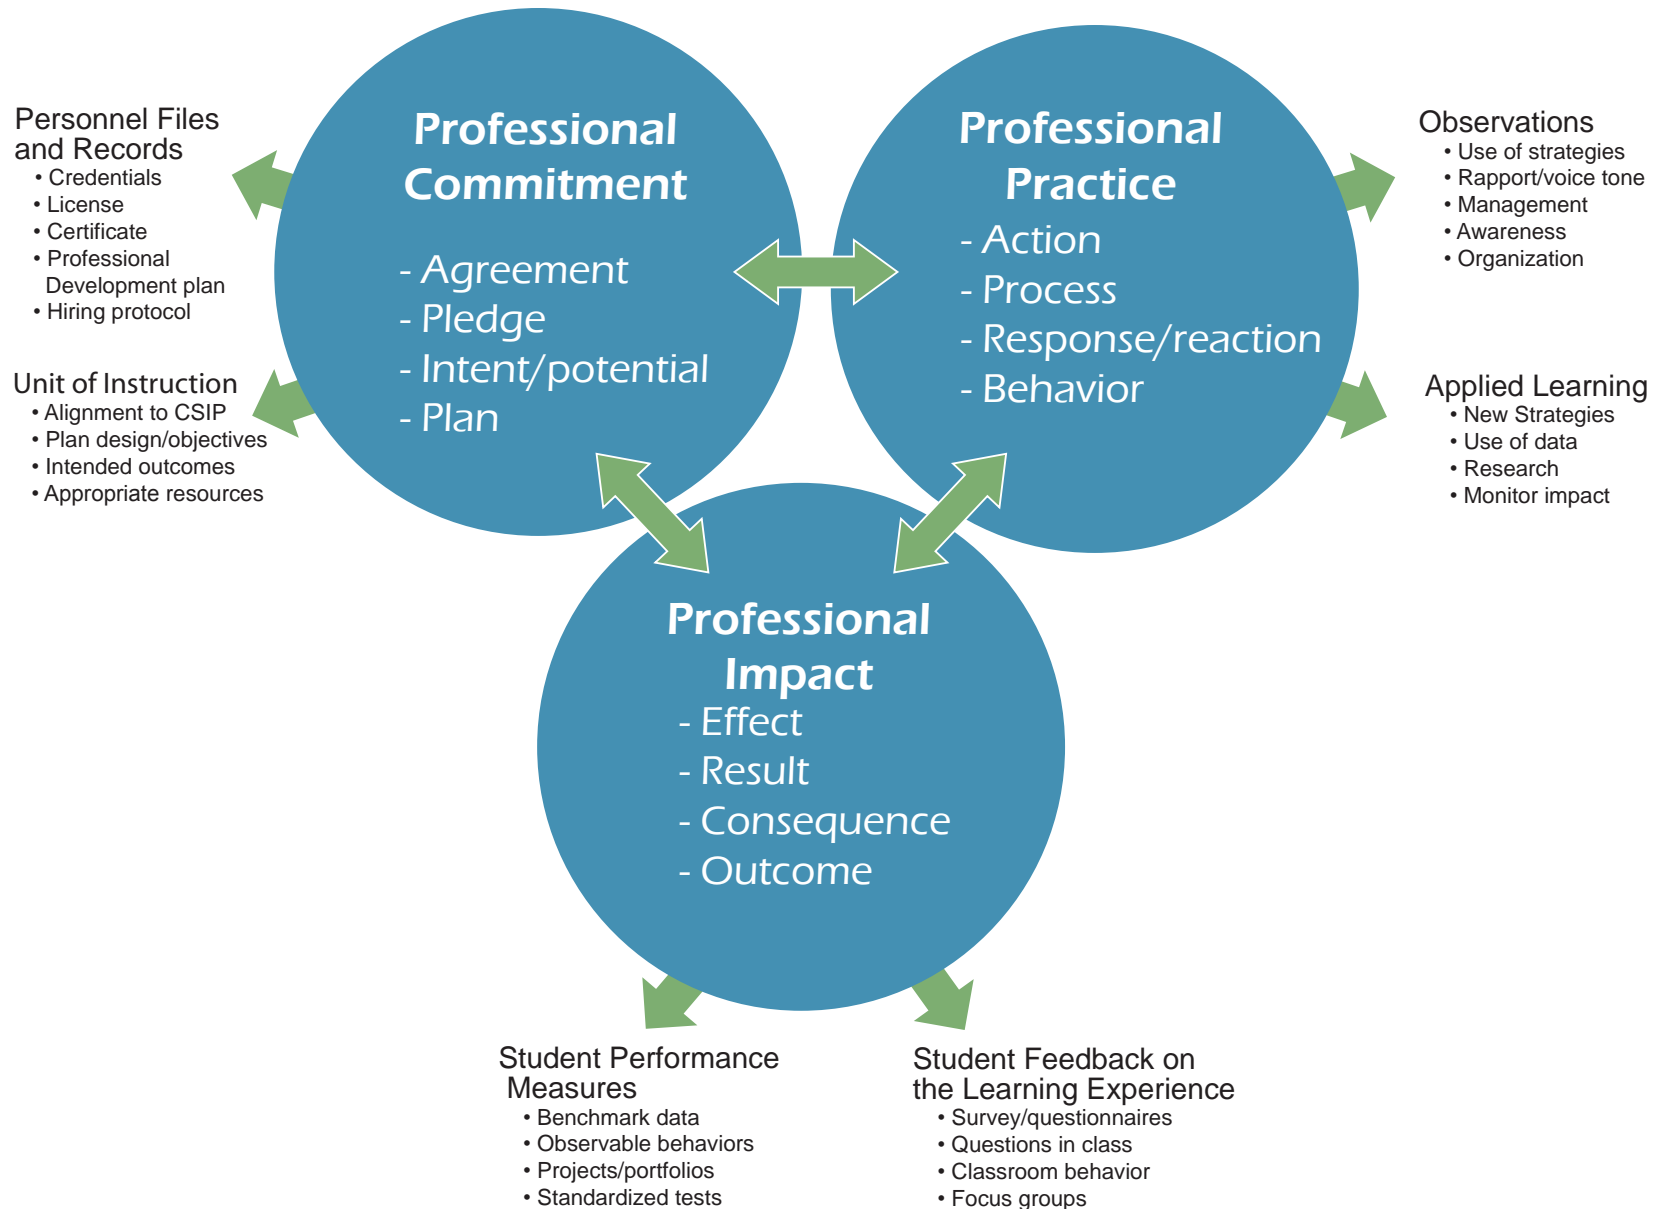 Personnel Files
and Records
• Credentials
• License
• Certificate
• Professional
Development plan
• Hiring protocol
Unit of Instruction
• Alignment to CSIP
• Plan design/objectives
• Intended outcomes
• Appropriate resources
Professional
Commitment
- Agreement
- Pledge
- Intent/potential
- Plan
Professional
Practice
- Action
- Process
- Response/reaction
- Behavior
Observations
• Use of strategies
• Rapport/voice tone
• Management
• Awareness
• Organization
Applied Learning
• New Strategies
• Use of data
• Research
• Monitor impact
Professional
Impact
- Effect
- Result
- Consequence
- Outcome
Student Performance
Measures
• Benchmark data
• Observable behaviors
• Projects/portfolios
• Standardized tests
Student Feedback on
the Learning Experience
• Survey/questionnaires
• Questions in class
• Classroom behavior
• Focus groups